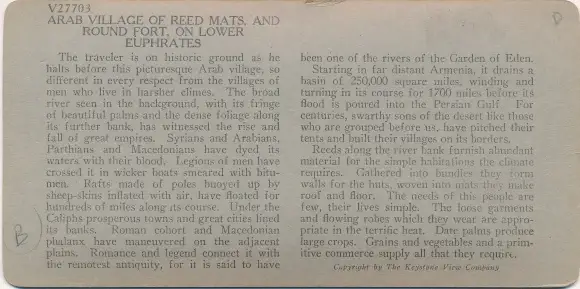 V27703
ARAB VILLAGE OF REED MATS, AND
ROUND FORT, ON LOWER
EUPHRATES
The traveler is on historic ground as he
halts before this picturesque Arab village, so
different in every respect from the villages of
men who live in harsher climes. The broad
river seen in the background, with its fringe
of beautiful palms and the dense foliage along
its further bank, has witnessed the rise and
fall of great empires. Syrians and Arabians,
Parthians and Macedonians have dyed its
waters with their blood. Legions of men have
crossed it in wicker boats smeared with bitu-
men. Rafts made of poles buoyed up by
sheep-skins inflated with air, have floated for
hundreds of miles along its course. Under the
Caliphs prosperous towns and great cities lined
its banks. Roman cohort and Macedonian
phalanx have maneuvered on the adjacent
plains. Romance and legend connect it with
the remotest antiquity, for it is said to have
been one of the rivers of the Garden of Eden.
Starting in far distant Armenia, it drains a
basin of 250,000 square miles, winding and
turning in its course for 1700 miles before its
flood is poured into the Persian Gulf. For
centuries, swarthy sons of the desert like those
who are grouped before us, have pitched their
tents and built their villages on its borders.
Reeds along the river bank furnish abundant
material for the simple habitations the climate
requires. Gathered into bundles they form
walls for the huts, woven into mats they make
roof and floor. The needs of this people are
few, their lives simple. The loose garments
and flowing robes which they wear are appro-
priate in the terrific heat. Date palms produce
large crops. Grains and vegetables and a prim-
itive commerce supply all that they require.
Copyright by The Keystone View Company
B
D